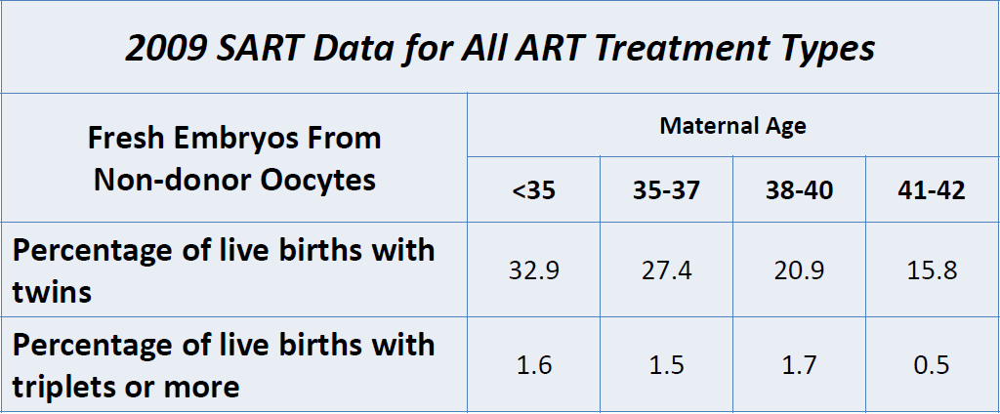 2009 SART Data for All ART Treatment Types
Fresh Embryos From
Non-donor Oocytes
Maternal Age
<35 35-37 38-40 41-42
Percentage of live births with
twins
32.9 27.4 20.9 15.8
Percentage of live births with
triplets or more
1.6 1.5 1.7 0.5